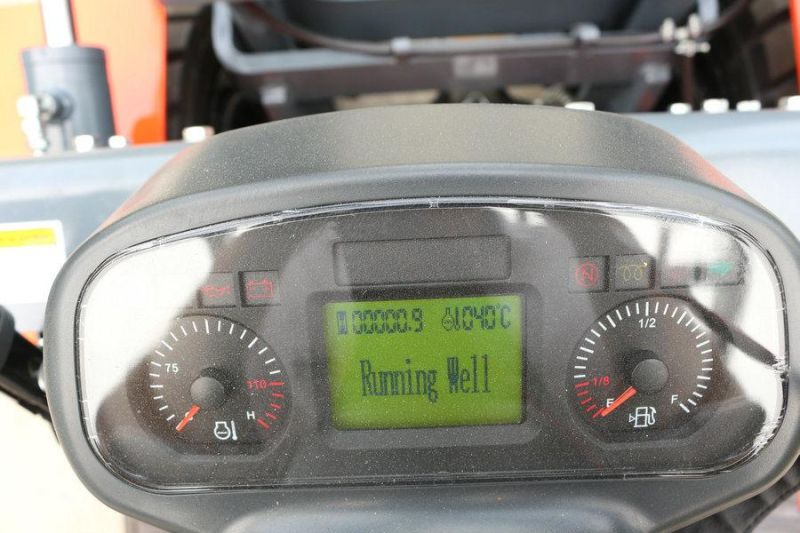 00000.9 040°C
Running Well
75
110
H
N
1/2
1/8
E
F